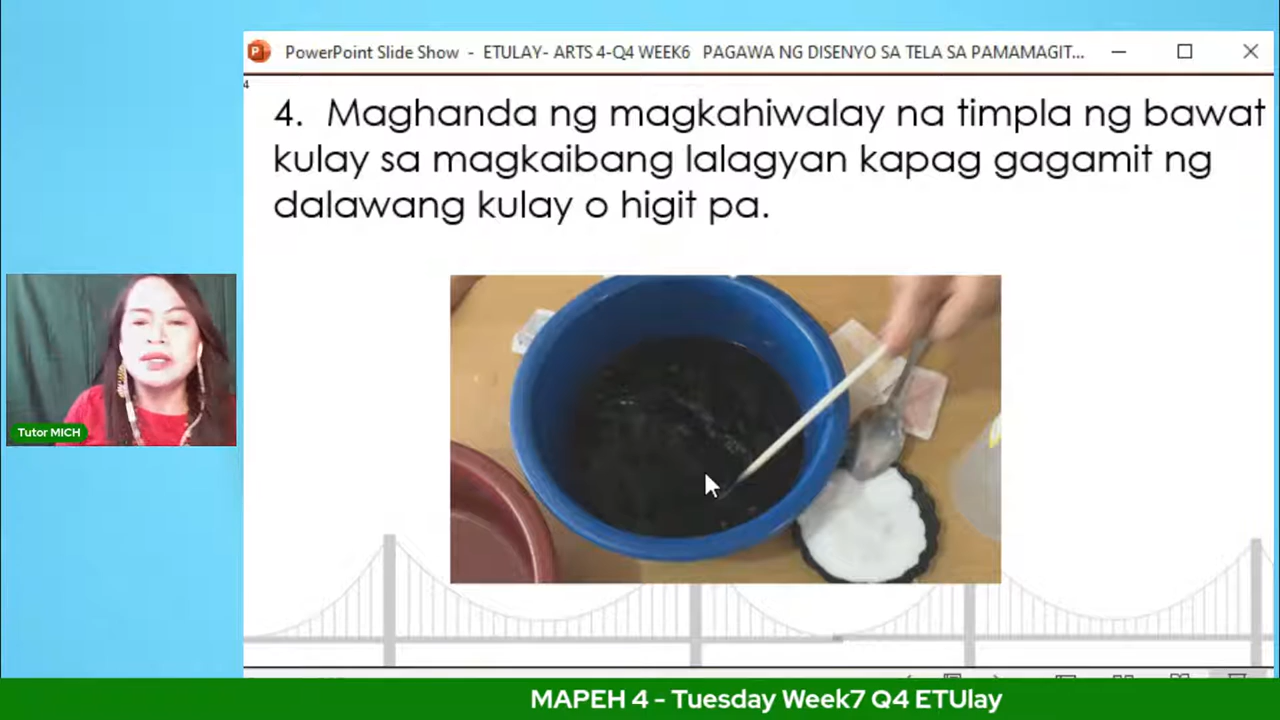 PowerPoint Slide Show - ETULAY- ARTS 4-Q4 WEEK6 PAGAWA NG DISENYO SA TELA SA PAMAMAGIT...
4
4. Maghanda ng magkahiwalay na timpla ng bawat
kulay sa magkaibang lalagyan kapag gagamit ng
dalawang kulay o higit pa.
Tutor MICH
MAPEH 4 - Tuesday Week7 Q4 ETUlay